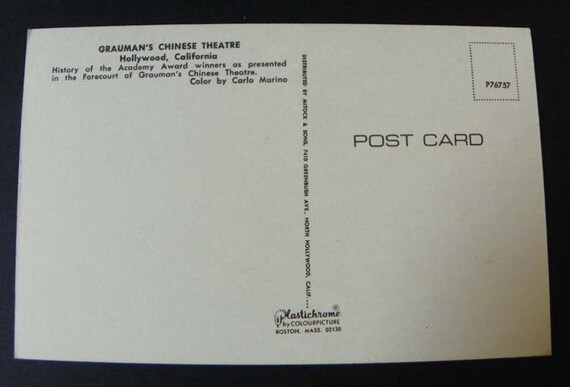 GRAUMAN'S CHINESE THEATRE
Hollywood, California
History of the Academy Award winners as presented
in the Forecourt of Grauman's Chinese Theatre.
Color by Carlo Marino
DISTRIBUTED BY MITOCK & SONS, 7410 GREENBUSH AVE., NORTH HOLLYWOOD, CALIF....
P76757
POST CARD
Plastichrome®
by COLOURPICTURE
BOSTON, MASS. 02130